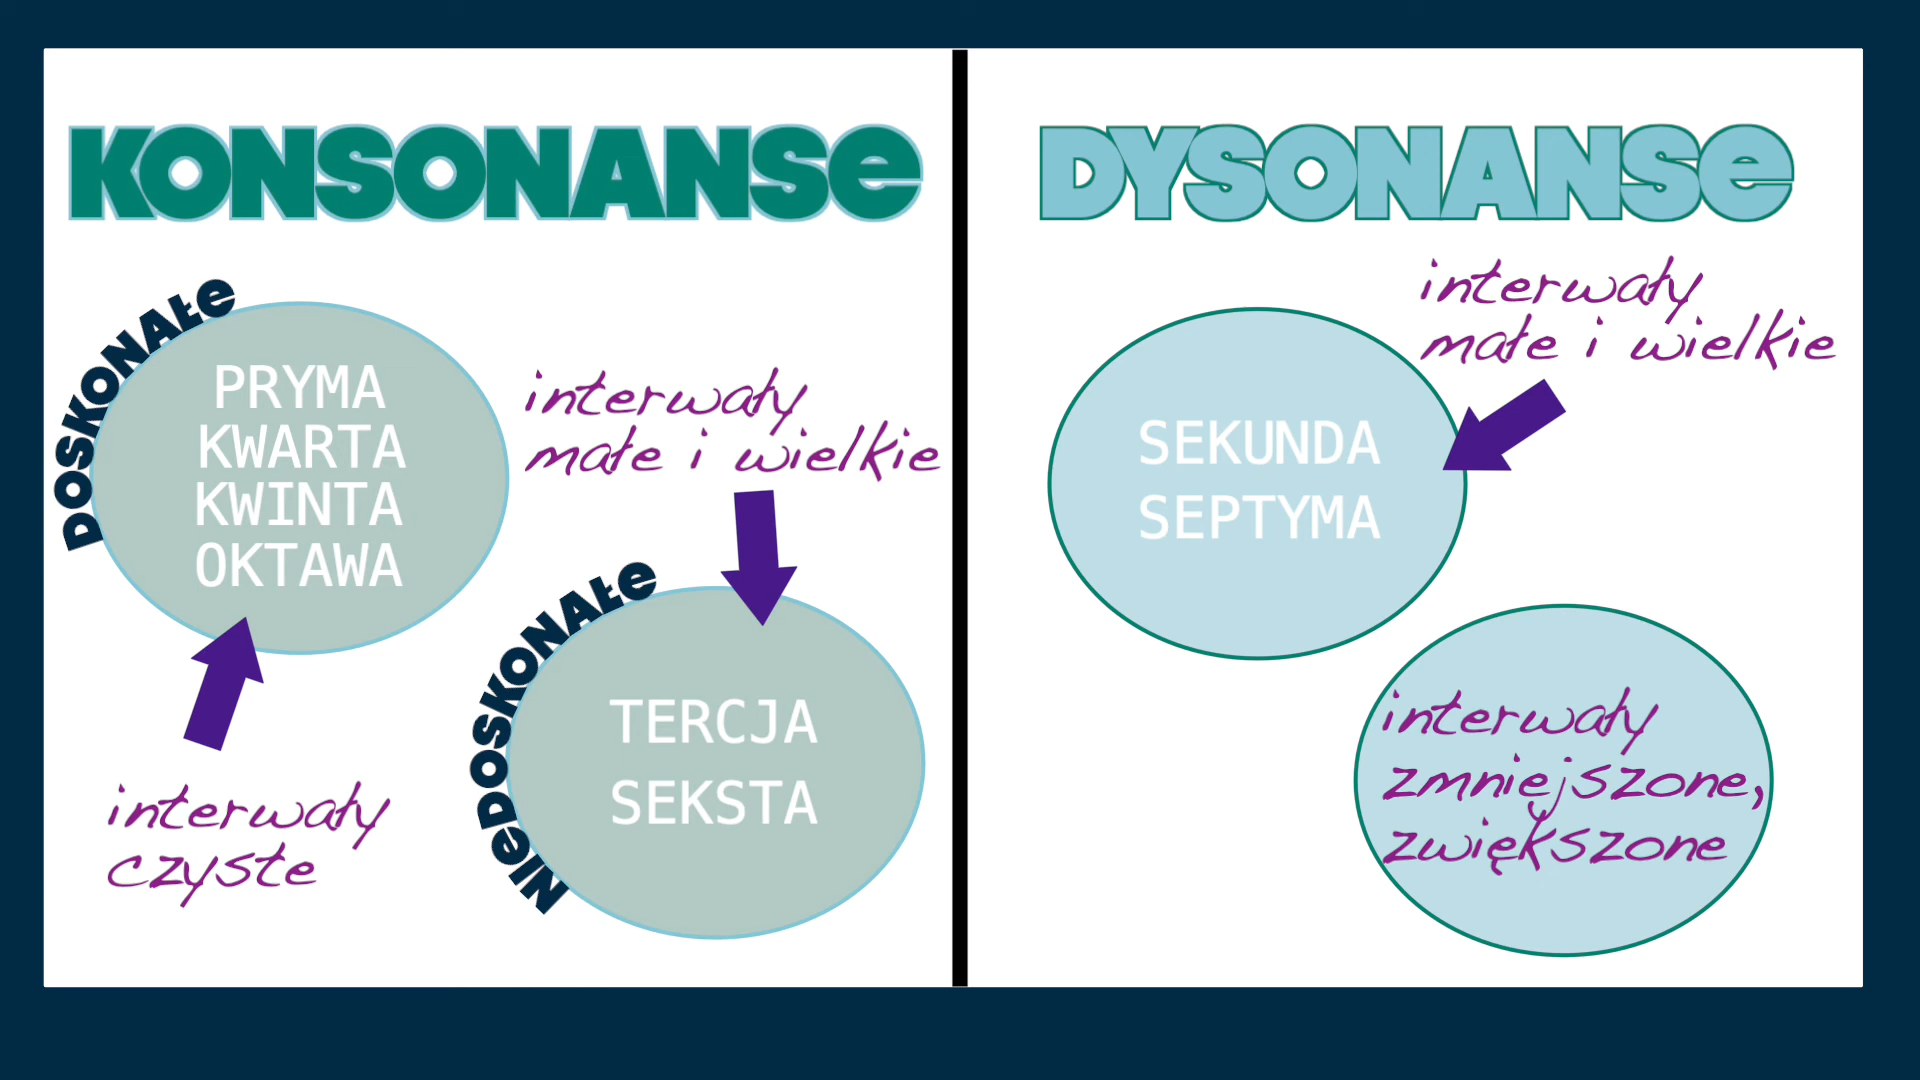 KONSONANSe
DOSKONAŁe
PRYMA
KWARTA
KWINTA
OKTAWA
interwały
czyste
interwały
małe i wielkie
NIeDOSKONAŁe
TERCJA
SEKSTA
DYSONANSe
interwały
małe i wielkie
SEKUNDA
SEPTYMA
interwały
zmniejszone,
zwiększone